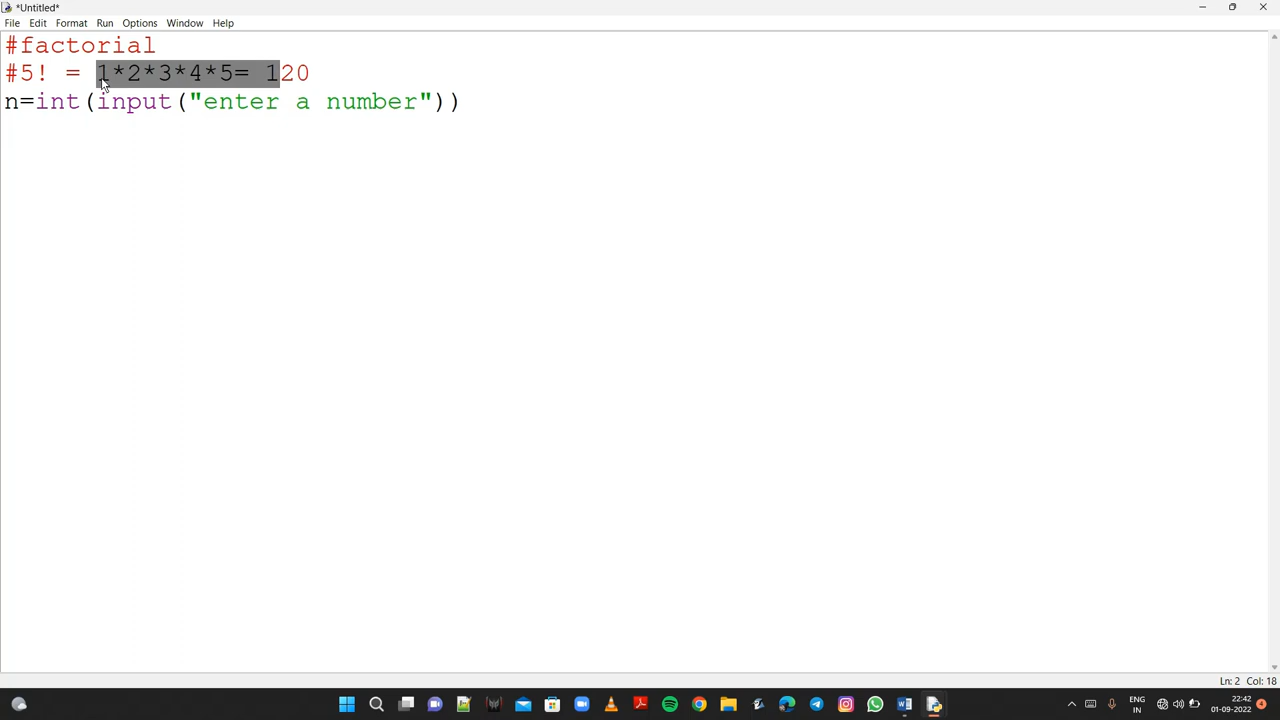 *Untitled*
File Edit Format Run Options Window Help
#factorial
#5! = 1*2*3*4*5= 120
n=int(input("enter a number"))
Ln: 2 Col: 18
ENG 22:42
IN 01-09-2022